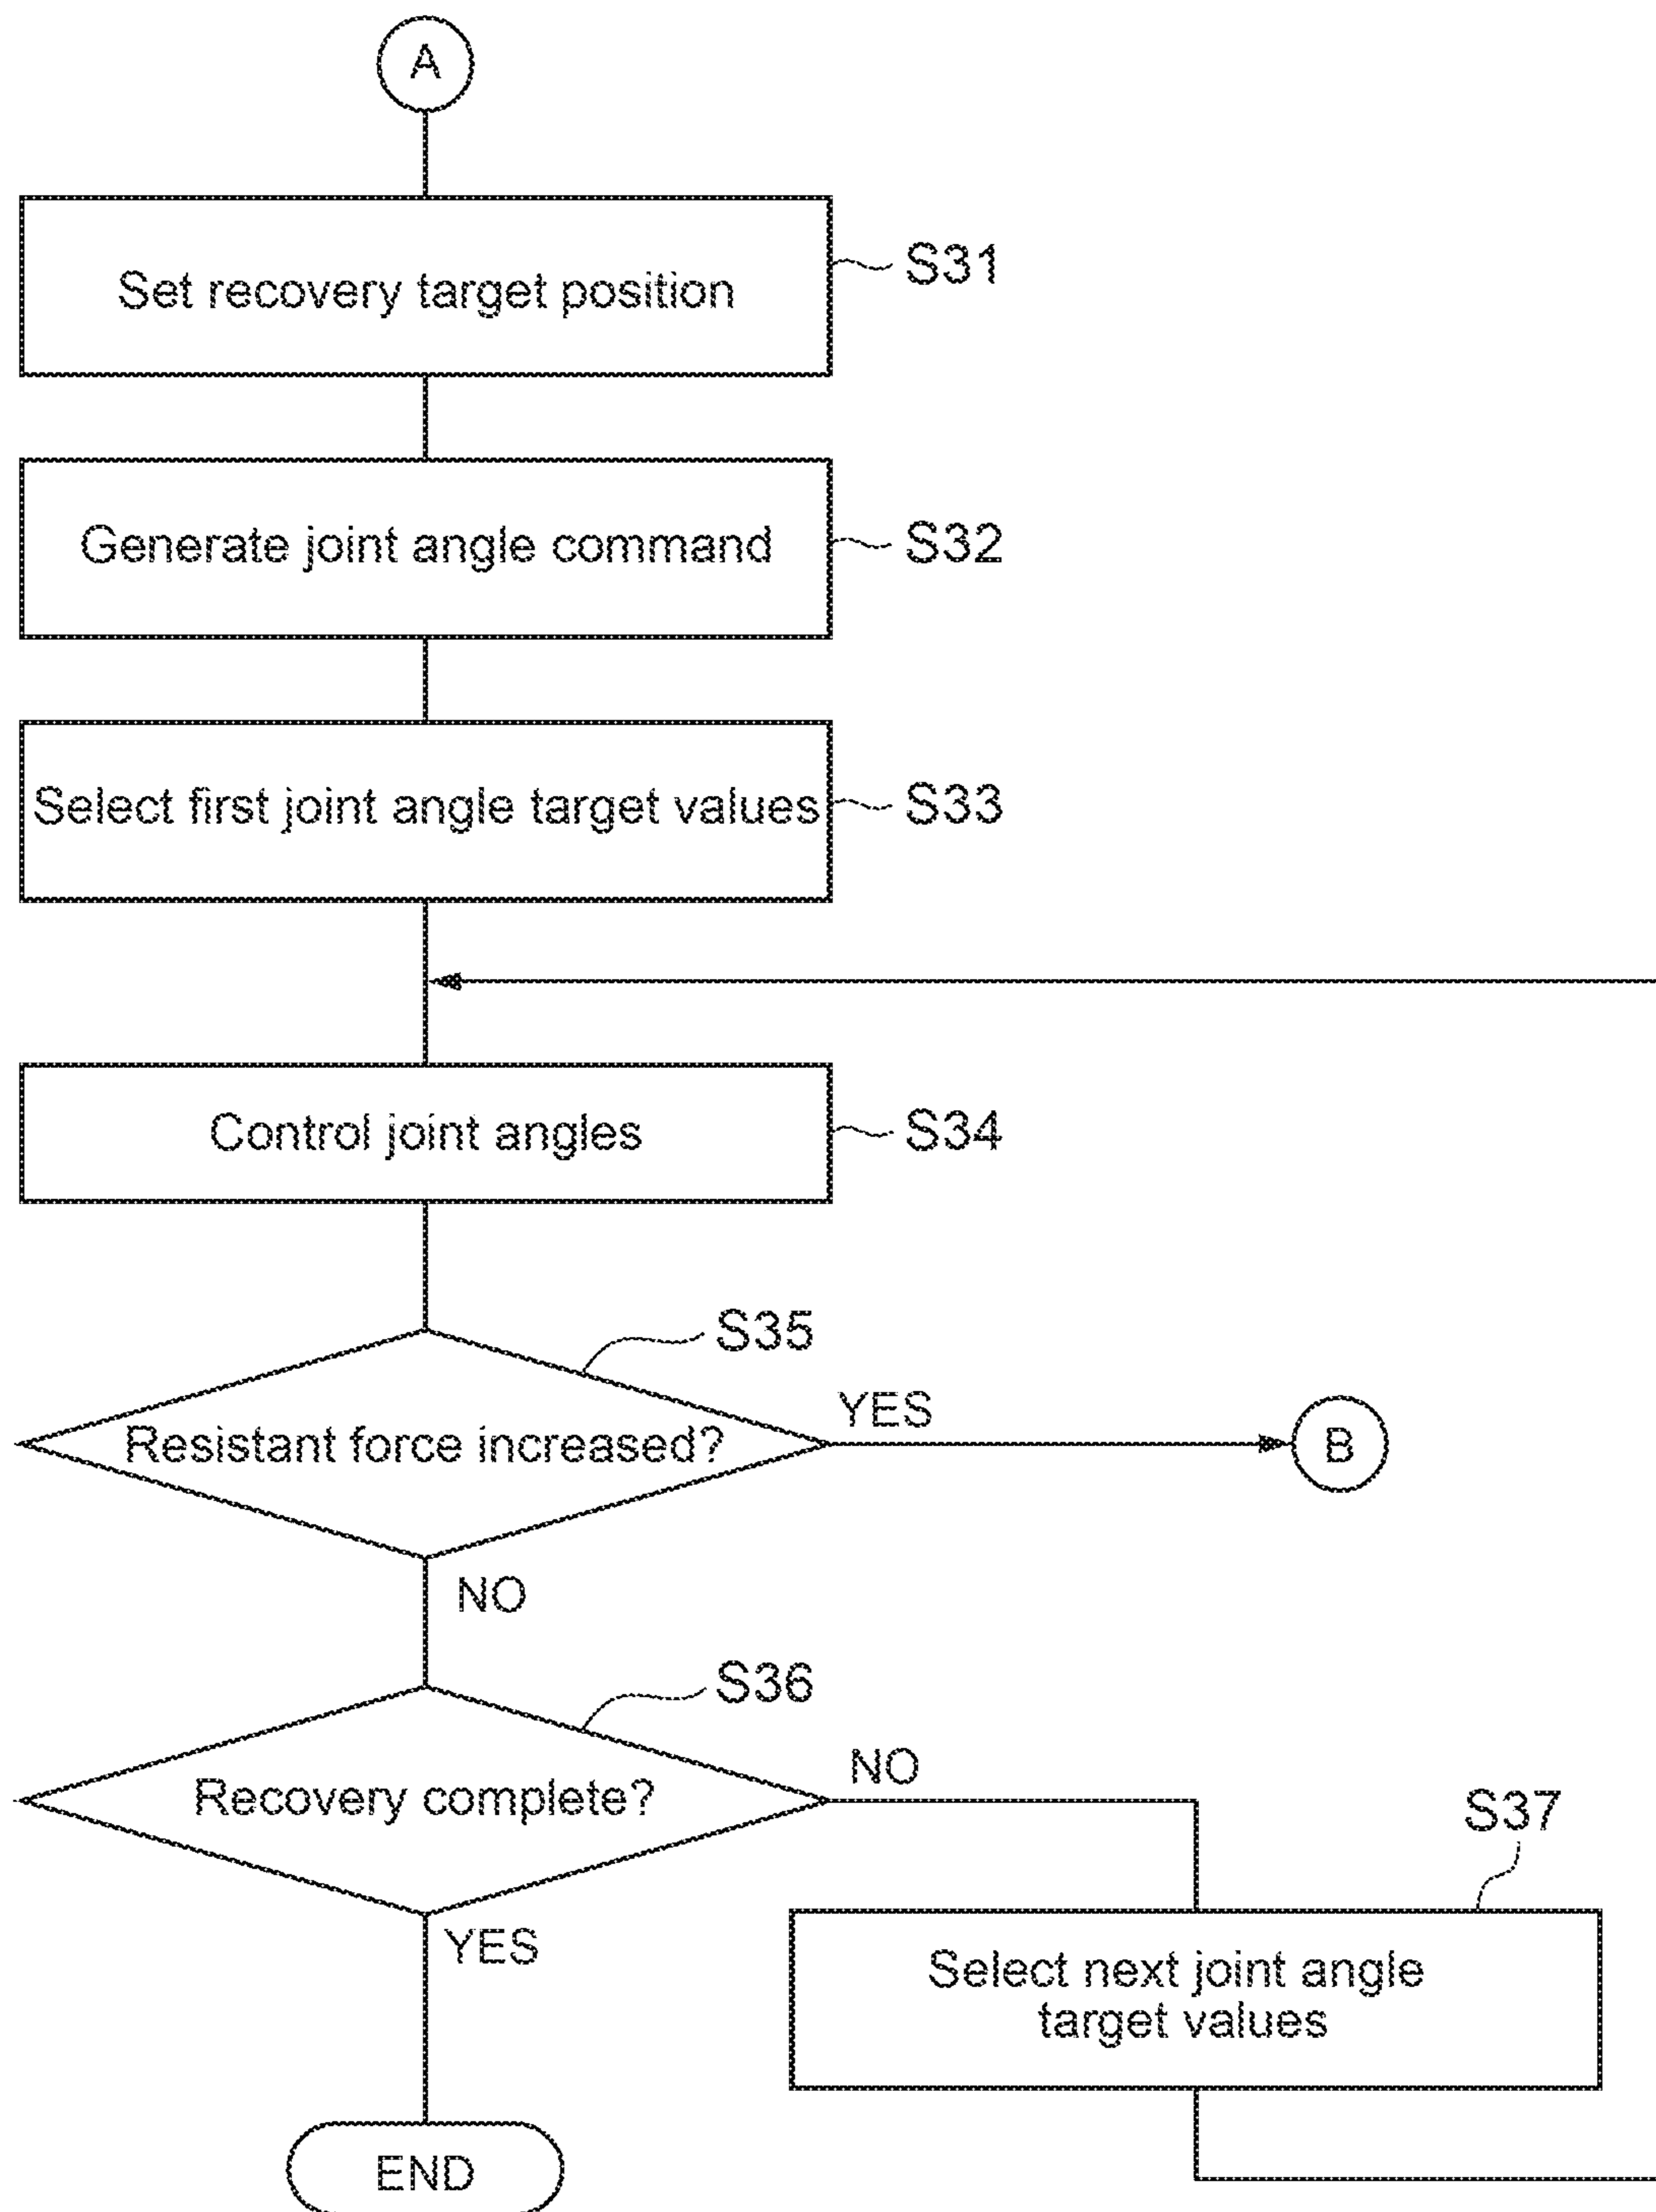 A
Set recovery target position
S31
Generate joint angle command
S32
Select first joint angle target values
S33
Control joint angles
S34
S35
Resistant force increased?
YES
B
NO
S36
Recovery complete?
NO
S37
YES
Select next joint angle
target values
END